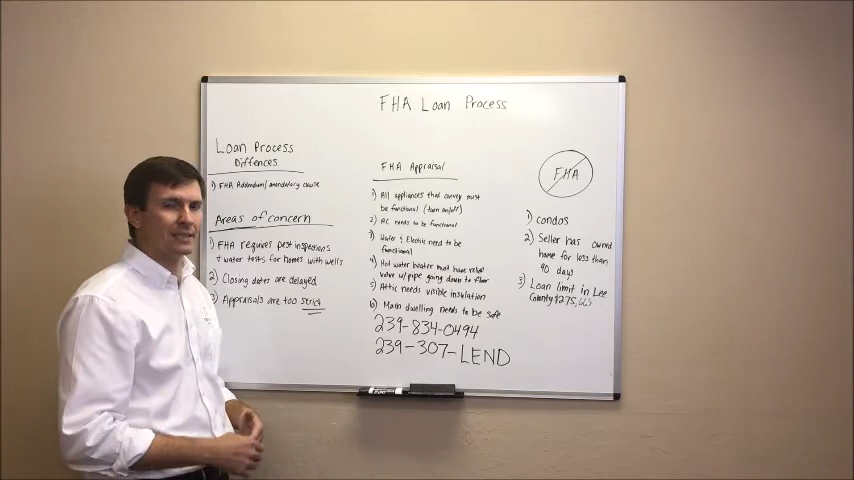 FHA Loan Process
Loan Process
Diffences
1) FHA Addendum/amendatory clause
Areas of concern
1) FHA requires pest inspections
+ water tests for homes with wells
2) Closing dates are delayed
3) Appraisals are too strict
FHA Appraisal
1) All appliances that convey must
be functional (turn on/off)
2) AC needs to be functional
3) Water & Electric need to be
functional
4) Hot water heater must have relief
valve w/pipe going down to floor
5) Attic needs visible insulation
6) Main dwelling needs to be safe
239-834-0494
239-307-LEND
FHA
1) Condos
2) Seller has owned
home for less than
90 days
3) Loan limit in Lee
County $275,665